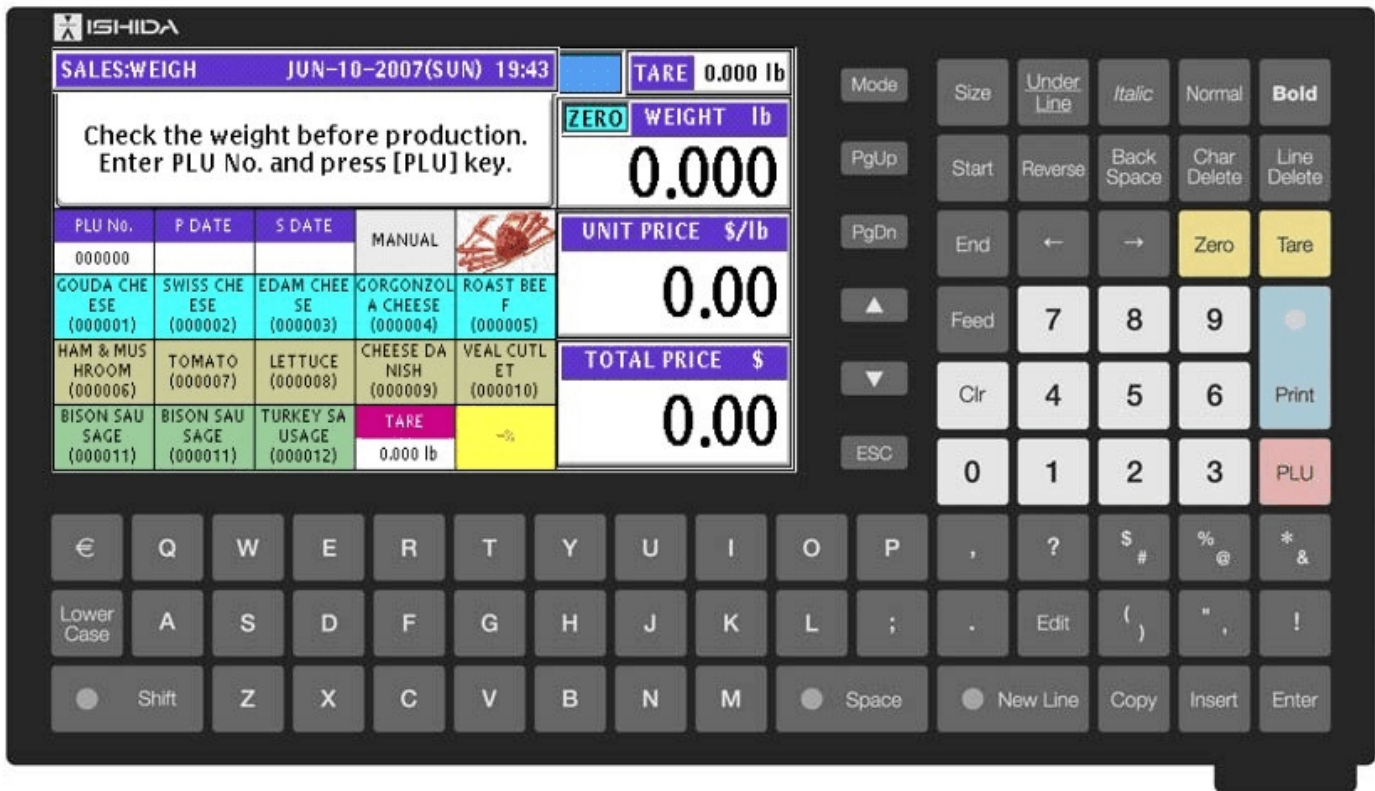 ISHIDA
SALES:WEIGH JUN-10-2007(SUN) 19:43
TARE 0.000 lb
Check the weight before production.
Enter PLU No. and press [PLU] key.
ZERO WEIGHT lb
0.000
PLU No. P DATE S DATE MANUAL
000000
UNIT PRICE $/lb
0.00
GOUDA CHE
ESE
(000001)
SWISS CHE
ESE
(000002)
EDAM CHEE
SE
(000003)
GORGONZOL
A CHEESE
(000004)
ROAST BEE
F
(000005)
HAM & MUS
HROOM
(000006)
TOMATO
(000007)
LETTUCE
(000008)
CHEESE DA
NISH
(000009)
VEAL CUTL
ET
(000010)
TOTAL PRICE $
0.00
BISON SAU
SAGE
(000011)
BISON SAU
SAGE
(000011)
TURKEY SA
USAGE
(000012)
TARE
0.000 lb
-%
Mode
PgUp
PgDn
▲
▼
ESC
Size Under Line Italic Normal Bold
Start Reverse Back Space Char Delete Line Delete
End ← → Zero Tare
Feed 7 8 9
Clr 4 5 6 Print
0 1 2 3 PLU
€ Q W E R T Y U I O P , ? $ # % @ * &
Lower Case A S D F G H J K L ; . Edit ( ) " , !
Shift Z X C V B N M Space New Line Copy Insert Enter